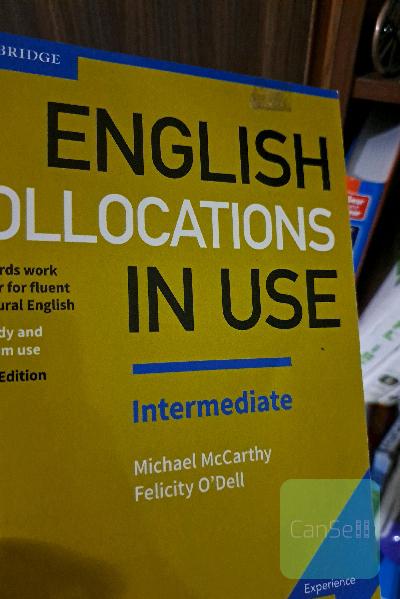 BRIDGE
ENGLISH
OLLOCATIONS
IN USE
rds work
r for fluent
ural English
dy and
m use
Edition
Intermediate
Michael McCarthy
Felicity O'Dell
CanSell
Experience